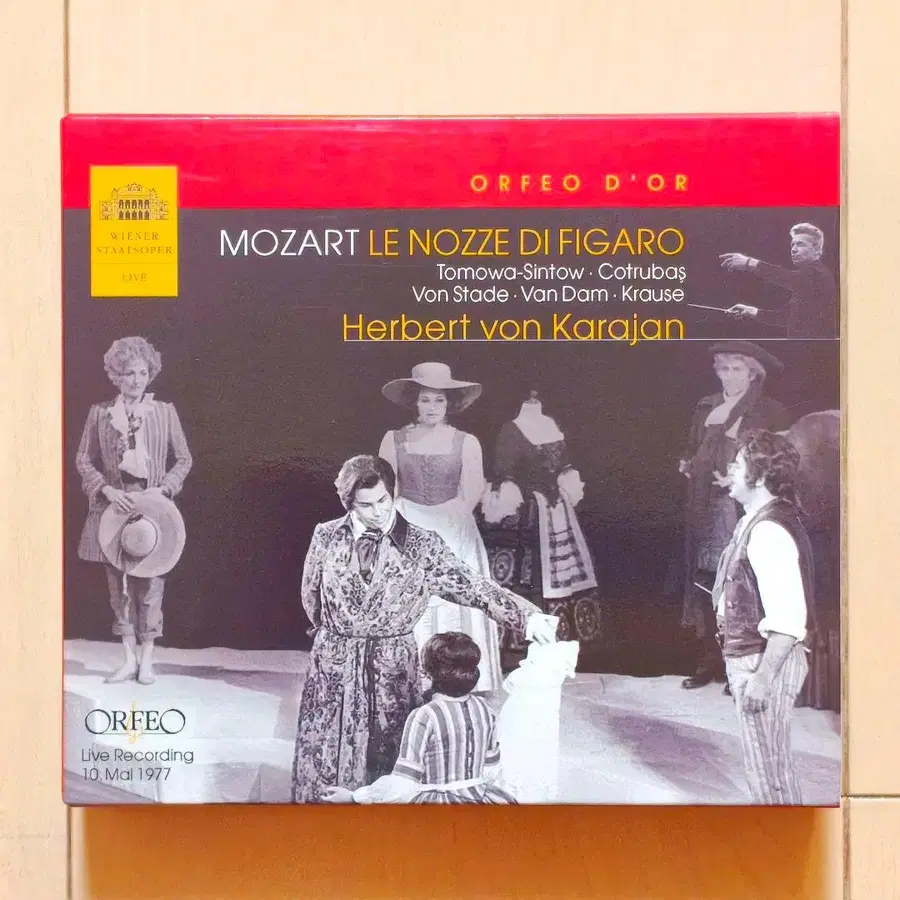 ORFEO D'OR
WIENER
STAATSOPER
LIVE
MOZART LE NOZZE DI FIGARO
Tomowa-Sintow · Cotrubaş
Von Stade · Van Dam · Krause
Herbert von Karajan
ORFEO
Live Recording
10. Mai 1977